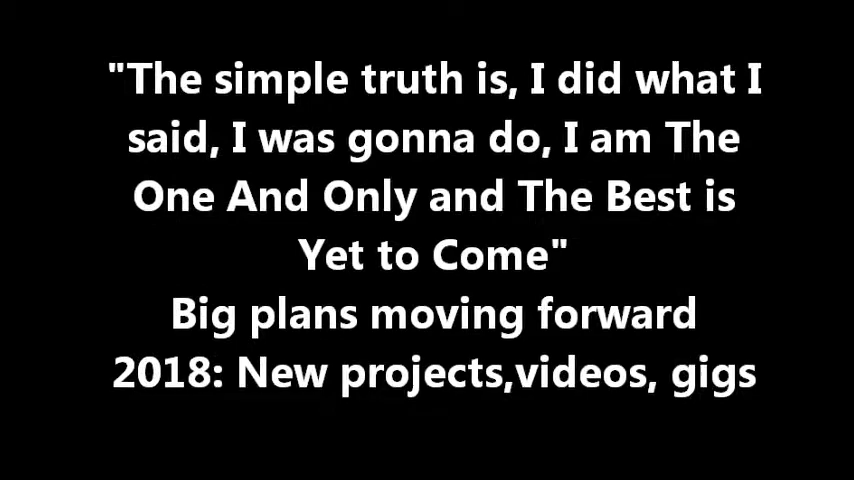 "The simple truth is, I did what I
said, I was gonna do, I am The
One And Only and The Best is
Yet to Come"
Big plans moving forward
2018: New projects,videos, gigs